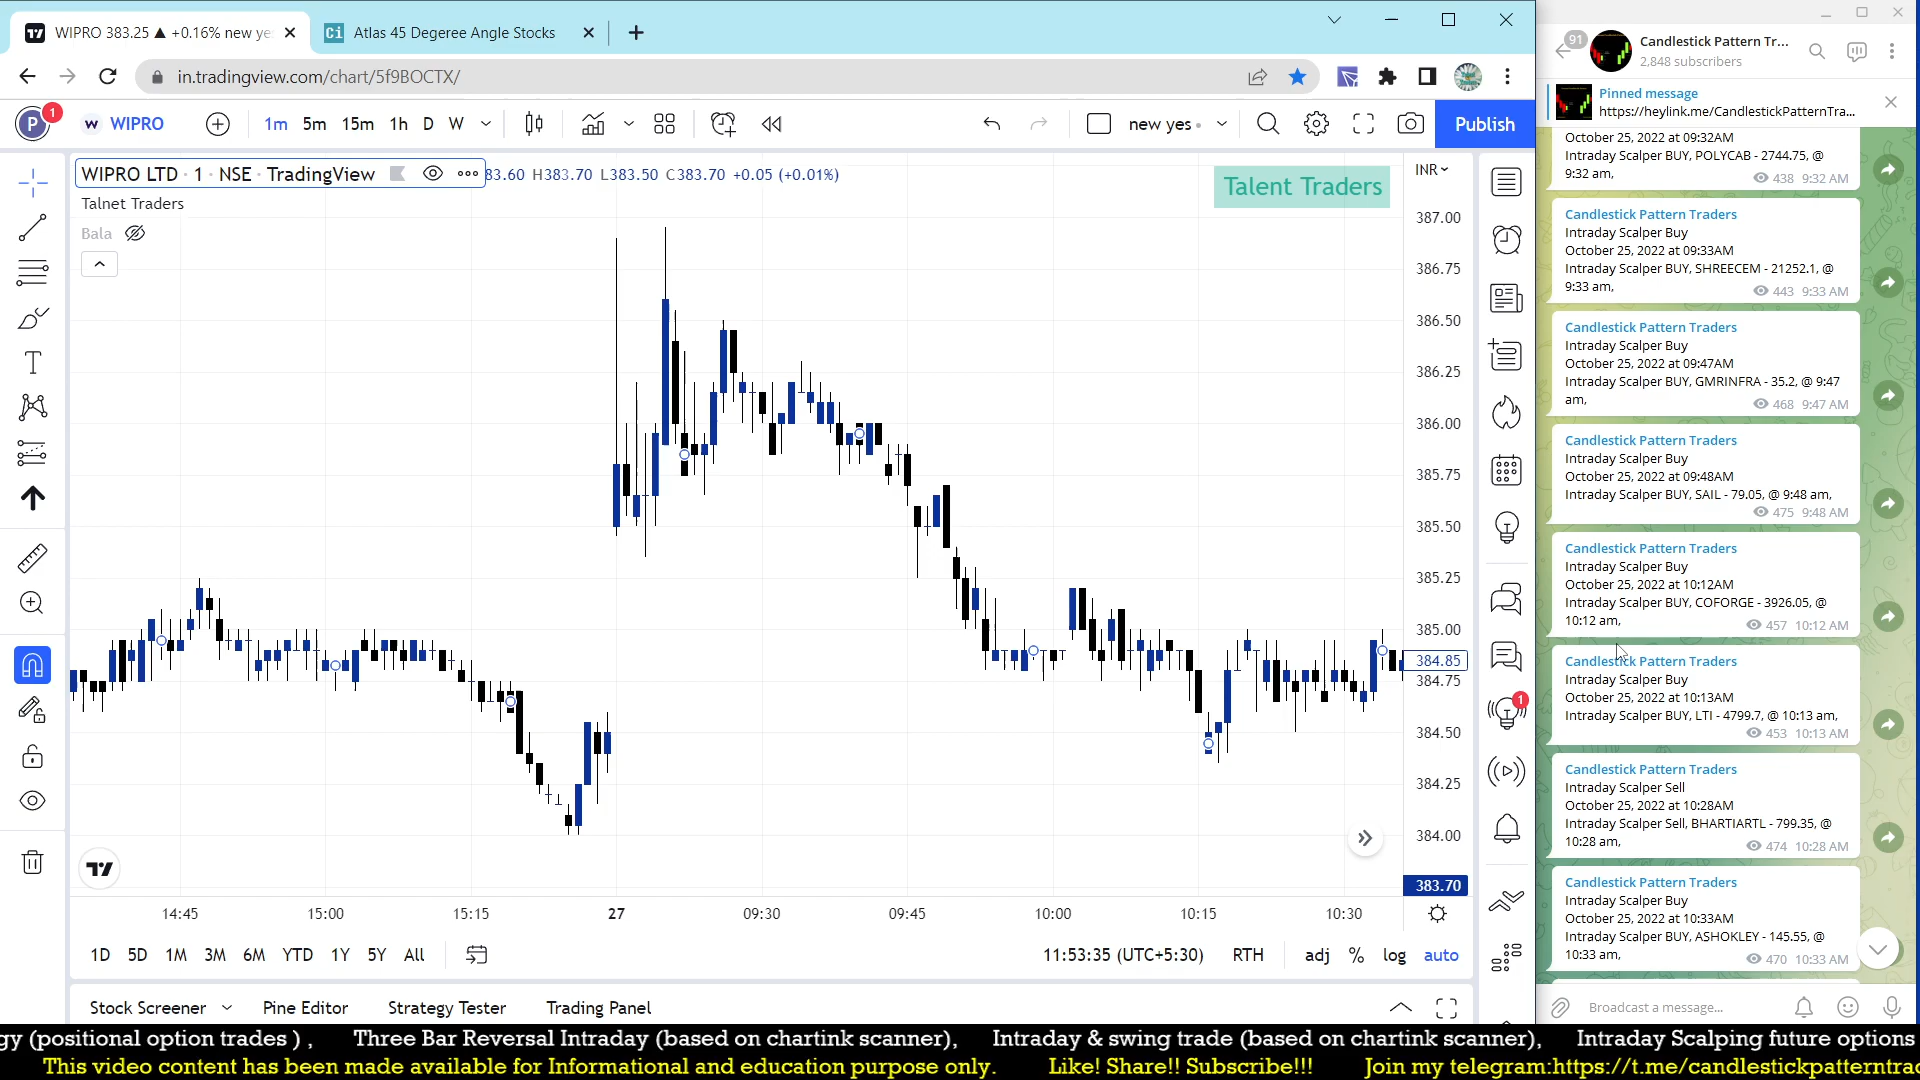 WIPRO 383.25 ▲ +0.16% new ye
Atlas 45 Degeree Angle Stocks
in.tradingview.com/chart/5f9BOCTX/
P
1
WIPRO
1m 5m 15m 1h D W
new yes
Publish
WIPRO LTD · 1 · NSE · TradingView
83.60 H383.70 L383.50 C383.70 +0.05 (+0.01%)
Talnet Traders
Bala
Talent Traders
INR
387.00
386.75
386.50
386.25
386.00
385.75
385.50
385.25
385.00
384.85
384.75
384.50
384.25
384.00
383.70
14:45 15:00 15:15 27 09:30 09:45 10:00 10:15 10:30
1D 5D 1M 3M 6M YTD 1Y 5Y All
11:53:35 (UTC+5:30) RTH adj % log auto
Stock Screener Pine Editor Strategy Tester Trading Panel
1
91
Candlestick Pattern Tr...
2,848 subscribers
Pinned message
https://heylink.me/CandlestickPatternTra...
October 25, 2022 at 09:32AM
Intraday Scalper BUY, POLYCAB - 2744.75, @
9:32 am,
438 9:32 AM
Candlestick Pattern Traders
Intraday Scalper Buy
October 25, 2022 at 09:33AM
Intraday Scalper BUY, SHREECEM - 21252.1, @
9:33 am,
443 9:33 AM
Candlestick Pattern Traders
Intraday Scalper Buy
October 25, 2022 at 09:47AM
Intraday Scalper BUY, GMRINFRA - 35.2, @ 9:47
am,
468 9:47 AM
Candlestick Pattern Traders
Intraday Scalper Buy
October 25, 2022 at 09:48AM
Intraday Scalper BUY, SAIL - 79.05, @ 9:48 am,
475 9:48 AM
Candlestick Pattern Traders
Intraday Scalper Buy
October 25, 2022 at 10:12AM
Intraday Scalper BUY, COFORGE - 3926.05, @
10:12 am,
457 10:12 AM
Candlestick Pattern Traders
Intraday Scalper Buy
October 25, 2022 at 10:13AM
Intraday Scalper BUY, LTI - 4799.7, @ 10:13 am,
453 10:13 AM
Candlestick Pattern Traders
Intraday Scalper Sell
October 25, 2022 at 10:28AM
Intraday Scalper Sell, BHARTIARTL - 799.35, @
10:28 am,
474 10:28 AM
Candlestick Pattern Traders
Intraday Scalper Buy
October 25, 2022 at 10:33AM
Intraday Scalper BUY, ASHOKLEY - 145.55, @
10:33 am,
470 10:33 AM
Broadcast a message...
gy (positional option trades ) , Three Bar Reversal Intraday (based on chartink scanner), Intraday & swing trade (based on chartink scanner), Intraday Scalping future options
This video content has been made available for Informational and education purpose only. Like! Share!! Subscribe!!! Join my telegram:https://t.me/candlestickpatterntrac